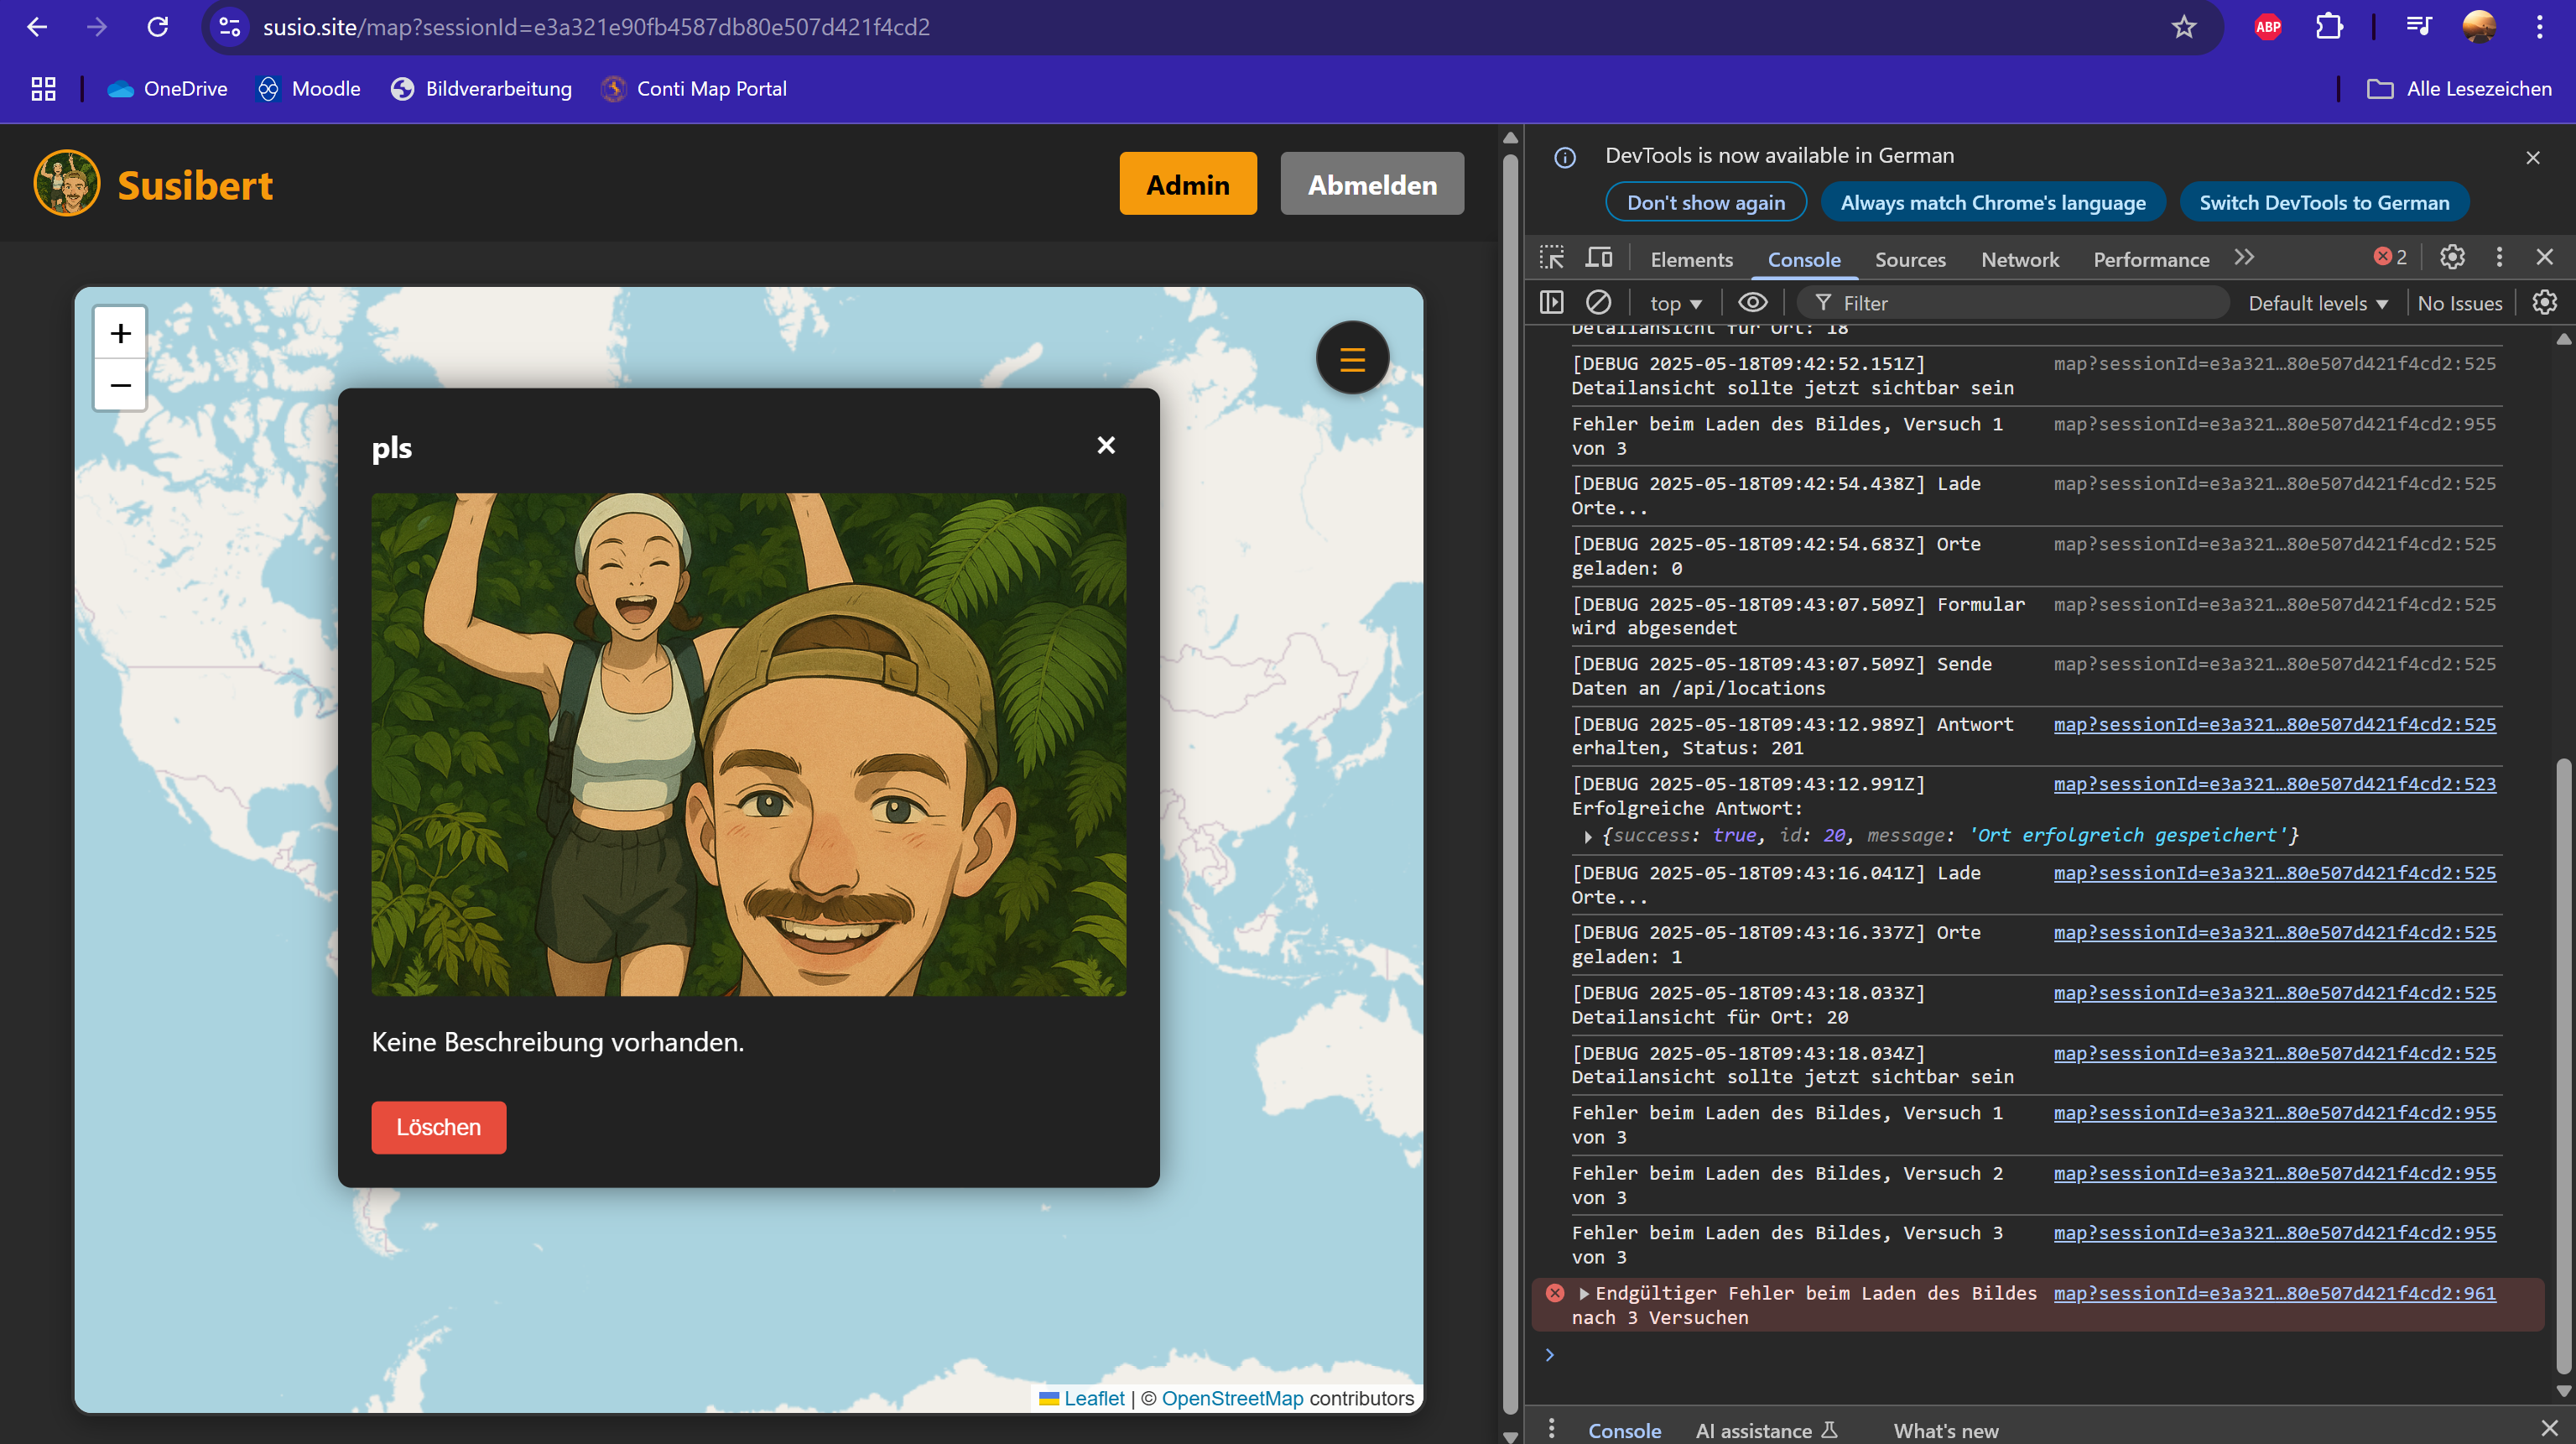 susio.site/map?sessionId=e3a321e90fb4587db80e507d421f4cd2
ABP
OneDrive
Moodle
Bildverarbeitung
Conti Map Portal
Alle Lesezeichen
Susibert
Admin
Abmelden
+
−
pls
×
Keine Beschreibung vorhanden.
Löschen
Leaflet | © OpenStreetMap contributors
DevTools is now available in German
Don't show again
Always match Chrome's language
Switch DevTools to German
Elements
Console
Sources
Network
Performance
2
top
Filter
Default levels
No Issues
Detailansicht für Ort: 18
[DEBUG 2025-05-18T09:42:52.151Z] map?sessionId=e3a321…80e507d421f4cd2:525
Detailansicht sollte jetzt sichtbar sein
Fehler beim Laden des Bildes, Versuch 1 map?sessionId=e3a321…80e507d421f4cd2:955
von 3
[DEBUG 2025-05-18T09:42:54.438Z] Lade map?sessionId=e3a321…80e507d421f4cd2:525
Orte...
[DEBUG 2025-05-18T09:42:54.683Z] Orte map?sessionId=e3a321…80e507d421f4cd2:525
geladen: 0
[DEBUG 2025-05-18T09:43:07.509Z] Formular map?sessionId=e3a321…80e507d421f4cd2:525
wird abgesendet
[DEBUG 2025-05-18T09:43:07.509Z] Sende map?sessionId=e3a321…80e507d421f4cd2:525
Daten an /api/locations
[DEBUG 2025-05-18T09:43:12.989Z] Antwort map?sessionId=e3a321…80e507d421f4cd2:525
erhalten, Status: 201
[DEBUG 2025-05-18T09:43:12.991Z] map?sessionId=e3a321…80e507d421f4cd2:523
Erfolgreiche Antwort:
{success: true, id: 20, message: 'Ort erfolgreich gespeichert'}
[DEBUG 2025-05-18T09:43:16.041Z] Lade map?sessionId=e3a321…80e507d421f4cd2:525
Orte...
[DEBUG 2025-05-18T09:43:16.337Z] Orte map?sessionId=e3a321…80e507d421f4cd2:525
geladen: 1
[DEBUG 2025-05-18T09:43:18.033Z] map?sessionId=e3a321…80e507d421f4cd2:525
Detailansicht für Ort: 20
[DEBUG 2025-05-18T09:43:18.034Z] map?sessionId=e3a321…80e507d421f4cd2:525
Detailansicht sollte jetzt sichtbar sein
Fehler beim Laden des Bildes, Versuch 1 map?sessionId=e3a321…80e507d421f4cd2:955
von 3
Fehler beim Laden des Bildes, Versuch 2 map?sessionId=e3a321…80e507d421f4cd2:955
von 3
Fehler beim Laden des Bildes, Versuch 3 map?sessionId=e3a321…80e507d421f4cd2:955
von 3
Endgültiger Fehler beim Laden des Bildes map?sessionId=e3a321…80e507d421f4cd2:961
nach 3 Versuchen
Console
AI assistance
What's new